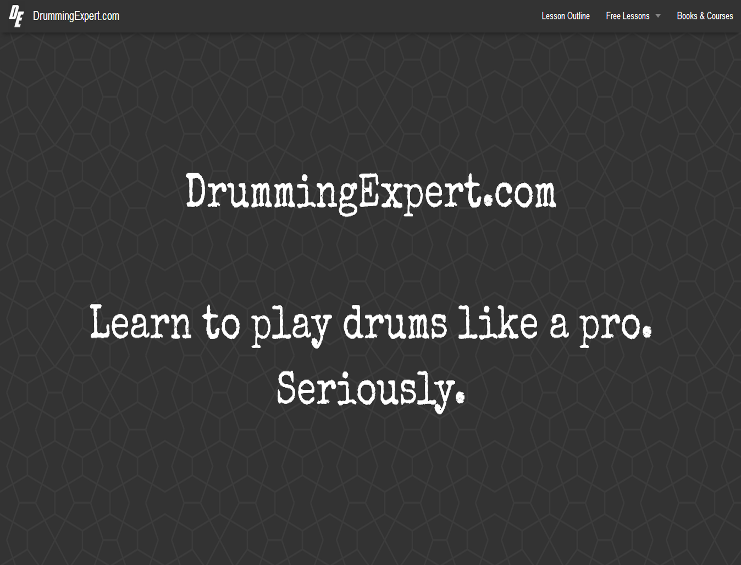 DE DrummingExpert.com Lesson Outline Free Lessons Books & Courses
DrummingExpert.com
Learn to play drums like a pro.
Seriously.